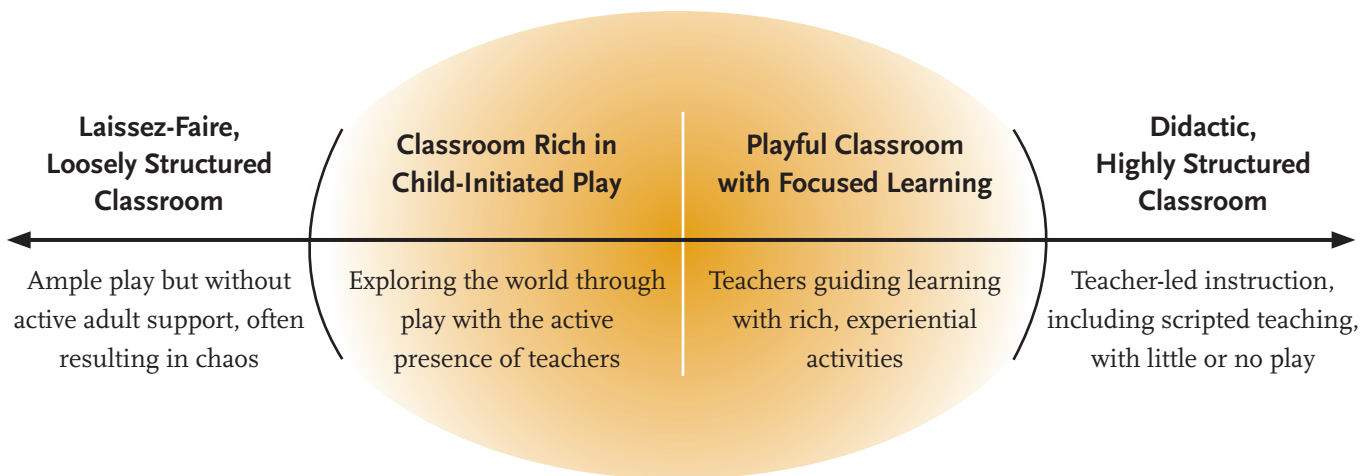 Laissez-Faire,
Loosely Structured
Classroom
Classroom Rich in
Child-Initiated Play
Playful Classroom
with Focused Learning
Didactic,
Highly Structured
Classroom
Ample play but without
active adult support, often
resulting in chaos
Exploring the world through
play with the active
presence of teachers
Teachers guiding learning
with rich, experiential
activities
Teacher-led instruction,
including scripted teaching,
with little or no play